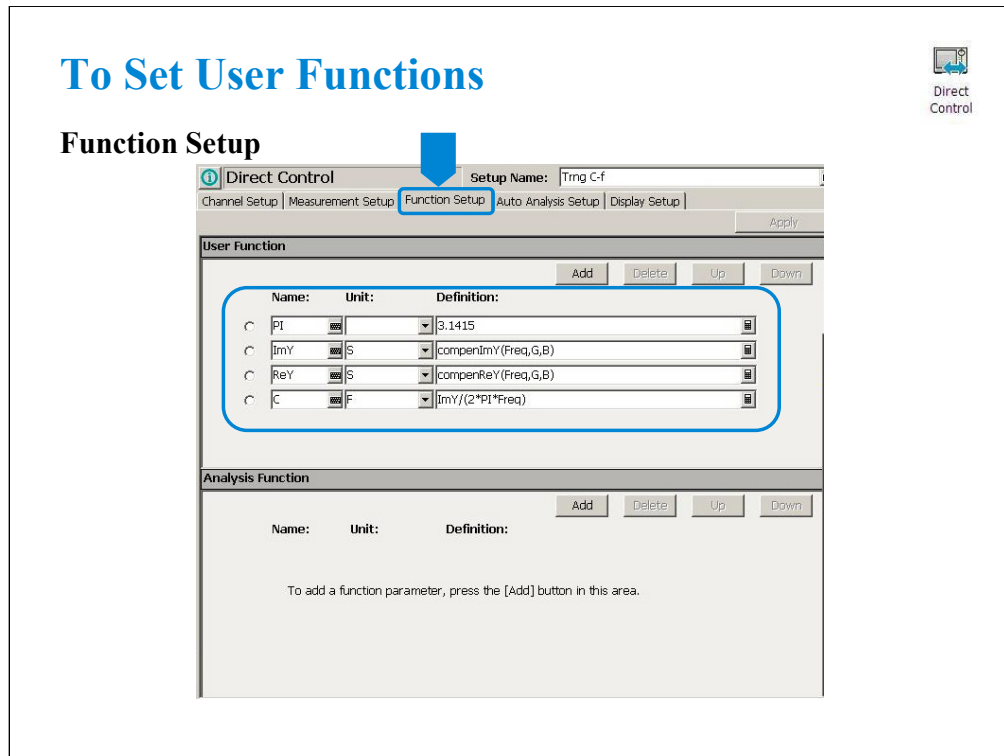 To Set User Functions
Direct
Control
Function Setup
Direct Control Setup Name: Trng C-f
Channel Setup Measurement Setup Function Setup Auto Analysis Setup Display Setup
Apply
User Function
Add Delete Up Down
Name: Unit: Definition:
PI 3.1415
ImY S compenImY(Freq,G,B)
ReY S compenReY(Freq,G,B)
C F ImY/(2*PI*Freq)
Analysis Function
Add Delete Up Down
Name: Unit: Definition:
To add a function parameter, press the [Add] button in this area.